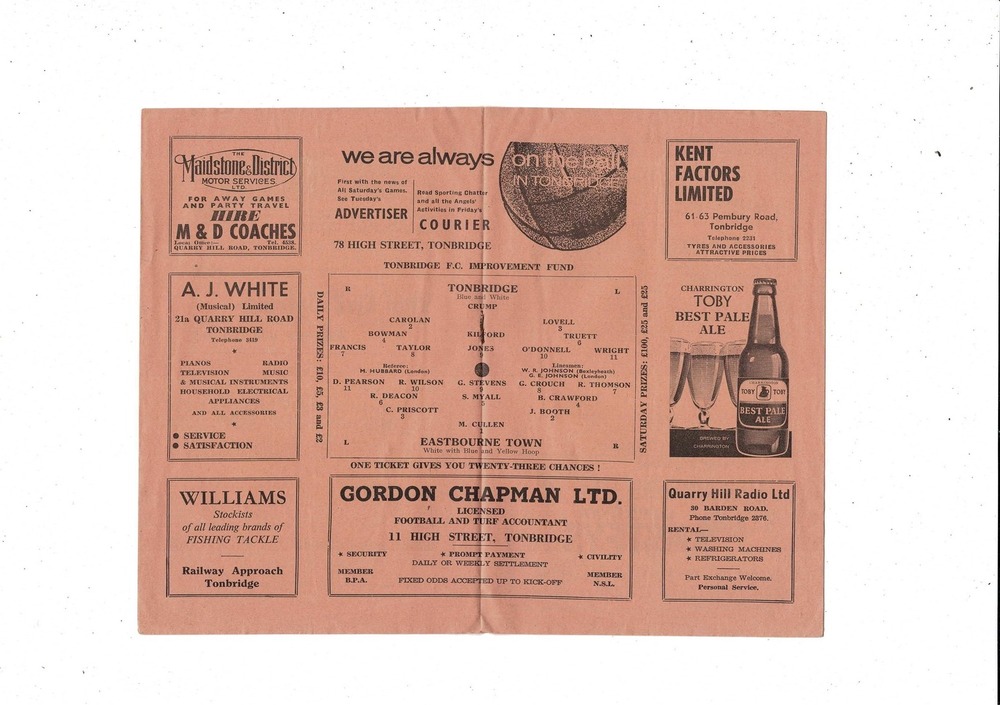 THE
Maidstone & District
MOTOR SERVICES
LTD.
FOR AWAY GAMES
AND PARTY TRAVEL
HIRE
M & D COACHES
Local Office:— Tel. 4538.
QUARRY HILL ROAD, TONBRIDGE.
we are always on the ball
IN TONBRIDGE
First with the news of
All Saturday's Games.
See Tuesday's
ADVERTISER
Read Sporting Chatter
and all the Angels'
Activities in Friday's
COURIER
78 HIGH STREET, TONBRIDGE
KENT
FACTORS
LIMITED
61-63 Pembury Road,
Tonbridge
Telephone 2231
TYRES AND ACCESSORIES
ATTRACTIVE PRICES
A. J. WHITE
(Musical) Limited
21a QUARRY HILL ROAD
TONBRIDGE
Telephone 3419
*
PIANOS RADIO
TELEVISION MUSIC
& MUSICAL INSTRUMENTS
HOUSEHOLD ELECTRICAL
APPLIANCES
AND ALL ACCESSORIES
*
● SERVICE
● SATISFACTION
TONBRIDGE F.C. IMPROVEMENT FUND
DAILY PRIZES: £10, £5, £3 and £2
R TONBRIDGE L
Blue and White
CRUMP
CAROLAN LOVELL
2 3
BOWMAN KILFORD TRUETT
4 6
FRANCIS TAYLOR JONES O'DONNELL WRIGHT
7 8 9 10 11
Referee: Linesmen:
M. HUBBARD (London) W. R. JOHNSON (Bexleyheath)
G. E. JOHNSON (London)
D. PEARSON R. WILSON G. STEVENS G. CROUCH R. THOMSON
11 10 9 8 7
R. DEACON S. MYALL B. CRAWFORD
6 5 4
C. PRISCOTT J. BOOTH
3 2
M. CULLEN
1
L EASTBOURNE TOWN R
White with Blue and Yellow Hoop
SATURDAY PRIZES: £100, £25 and £25
ONE TICKET GIVES YOU TWENTY-THREE CHANCES !
CHARRINGTON
TOBY
BEST PALE
ALE
CHARRINGTON
TOBY TOBY
BEST PALE
ALE
BREWED BY
CHARRINGTON
WILLIAMS
Stockists
of all leading brands of
FISHING TACKLE
Railway Approach
Tonbridge
GORDON CHAPMAN LTD.
LICENSED
FOOTBALL AND TURF ACCOUNTANT
11 HIGH STREET, TONBRIDGE
* SECURITY * PROMPT PAYMENT * CIVILITY
DAILY OR WEEKLY SETTLEMENT
MEMBER MEMBER
B.P.A. FIXED ODDS ACCEPTED UP TO KICK-OFF N.S.L.
Quarry Hill Radio Ltd
30 BARDEN ROAD.
Phone Tonbridge 2376.
RENTAL—
* TELEVISION
* WASHING MACHINES
* REFRIGERATORS
Part Exchange Welcome.
Personal Service.